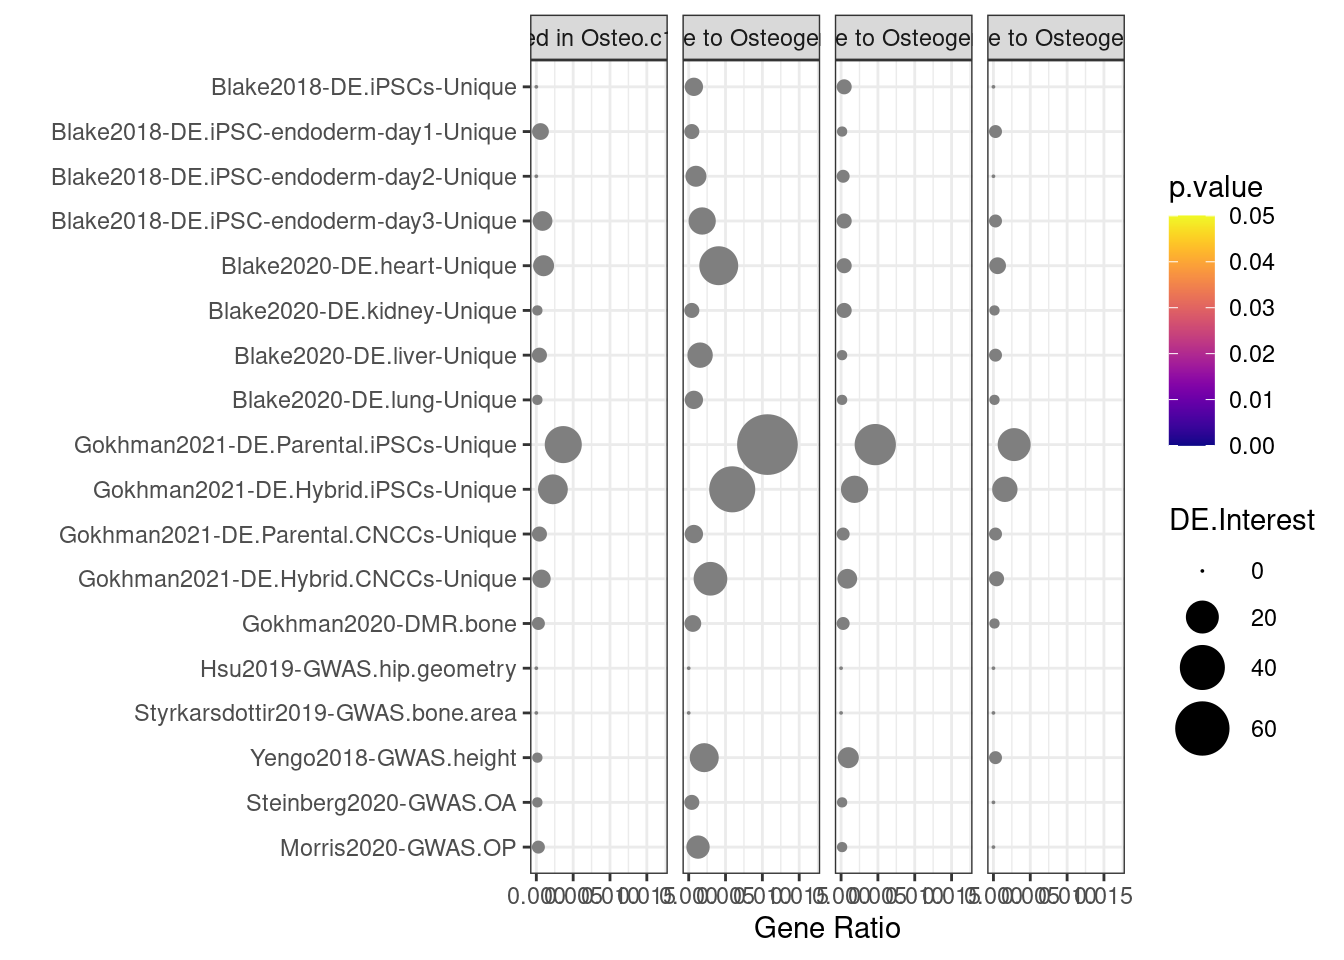 ed in Osteo.c1
e to Osteoge
e to Osteoge
e to Osteoge
Blake2018-DE.iPSCs-Unique
Blake2018-DE.iPSC-endoderm-day1-Unique
Blake2018-DE.iPSC-endoderm-day2-Unique
Blake2018-DE.iPSC-endoderm-day3-Unique
Blake2020-DE.heart-Unique
Blake2020-DE.kidney-Unique
Blake2020-DE.liver-Unique
Blake2020-DE.lung-Unique
Gokhman2021-DE.Parental.iPSCs-Unique
Gokhman2021-DE.Hybrid.iPSCs-Unique
Gokhman2021-DE.Parental.CNCCs-Unique
Gokhman2021-DE.Hybrid.CNCCs-Unique
Gokhman2020-DMR.bone
Hsu2019-GWAS.hip.geometry
Styrkarsdottir2019-GWAS.bone.area
Yengo2018-GWAS.height
Steinberg2020-GWAS.OA
Morris2020-GWAS.OP
Gene Ratio
p.value
0.05
0.04
0.03
0.02
0.01
0.00
DE.Interest
0
20
40
60